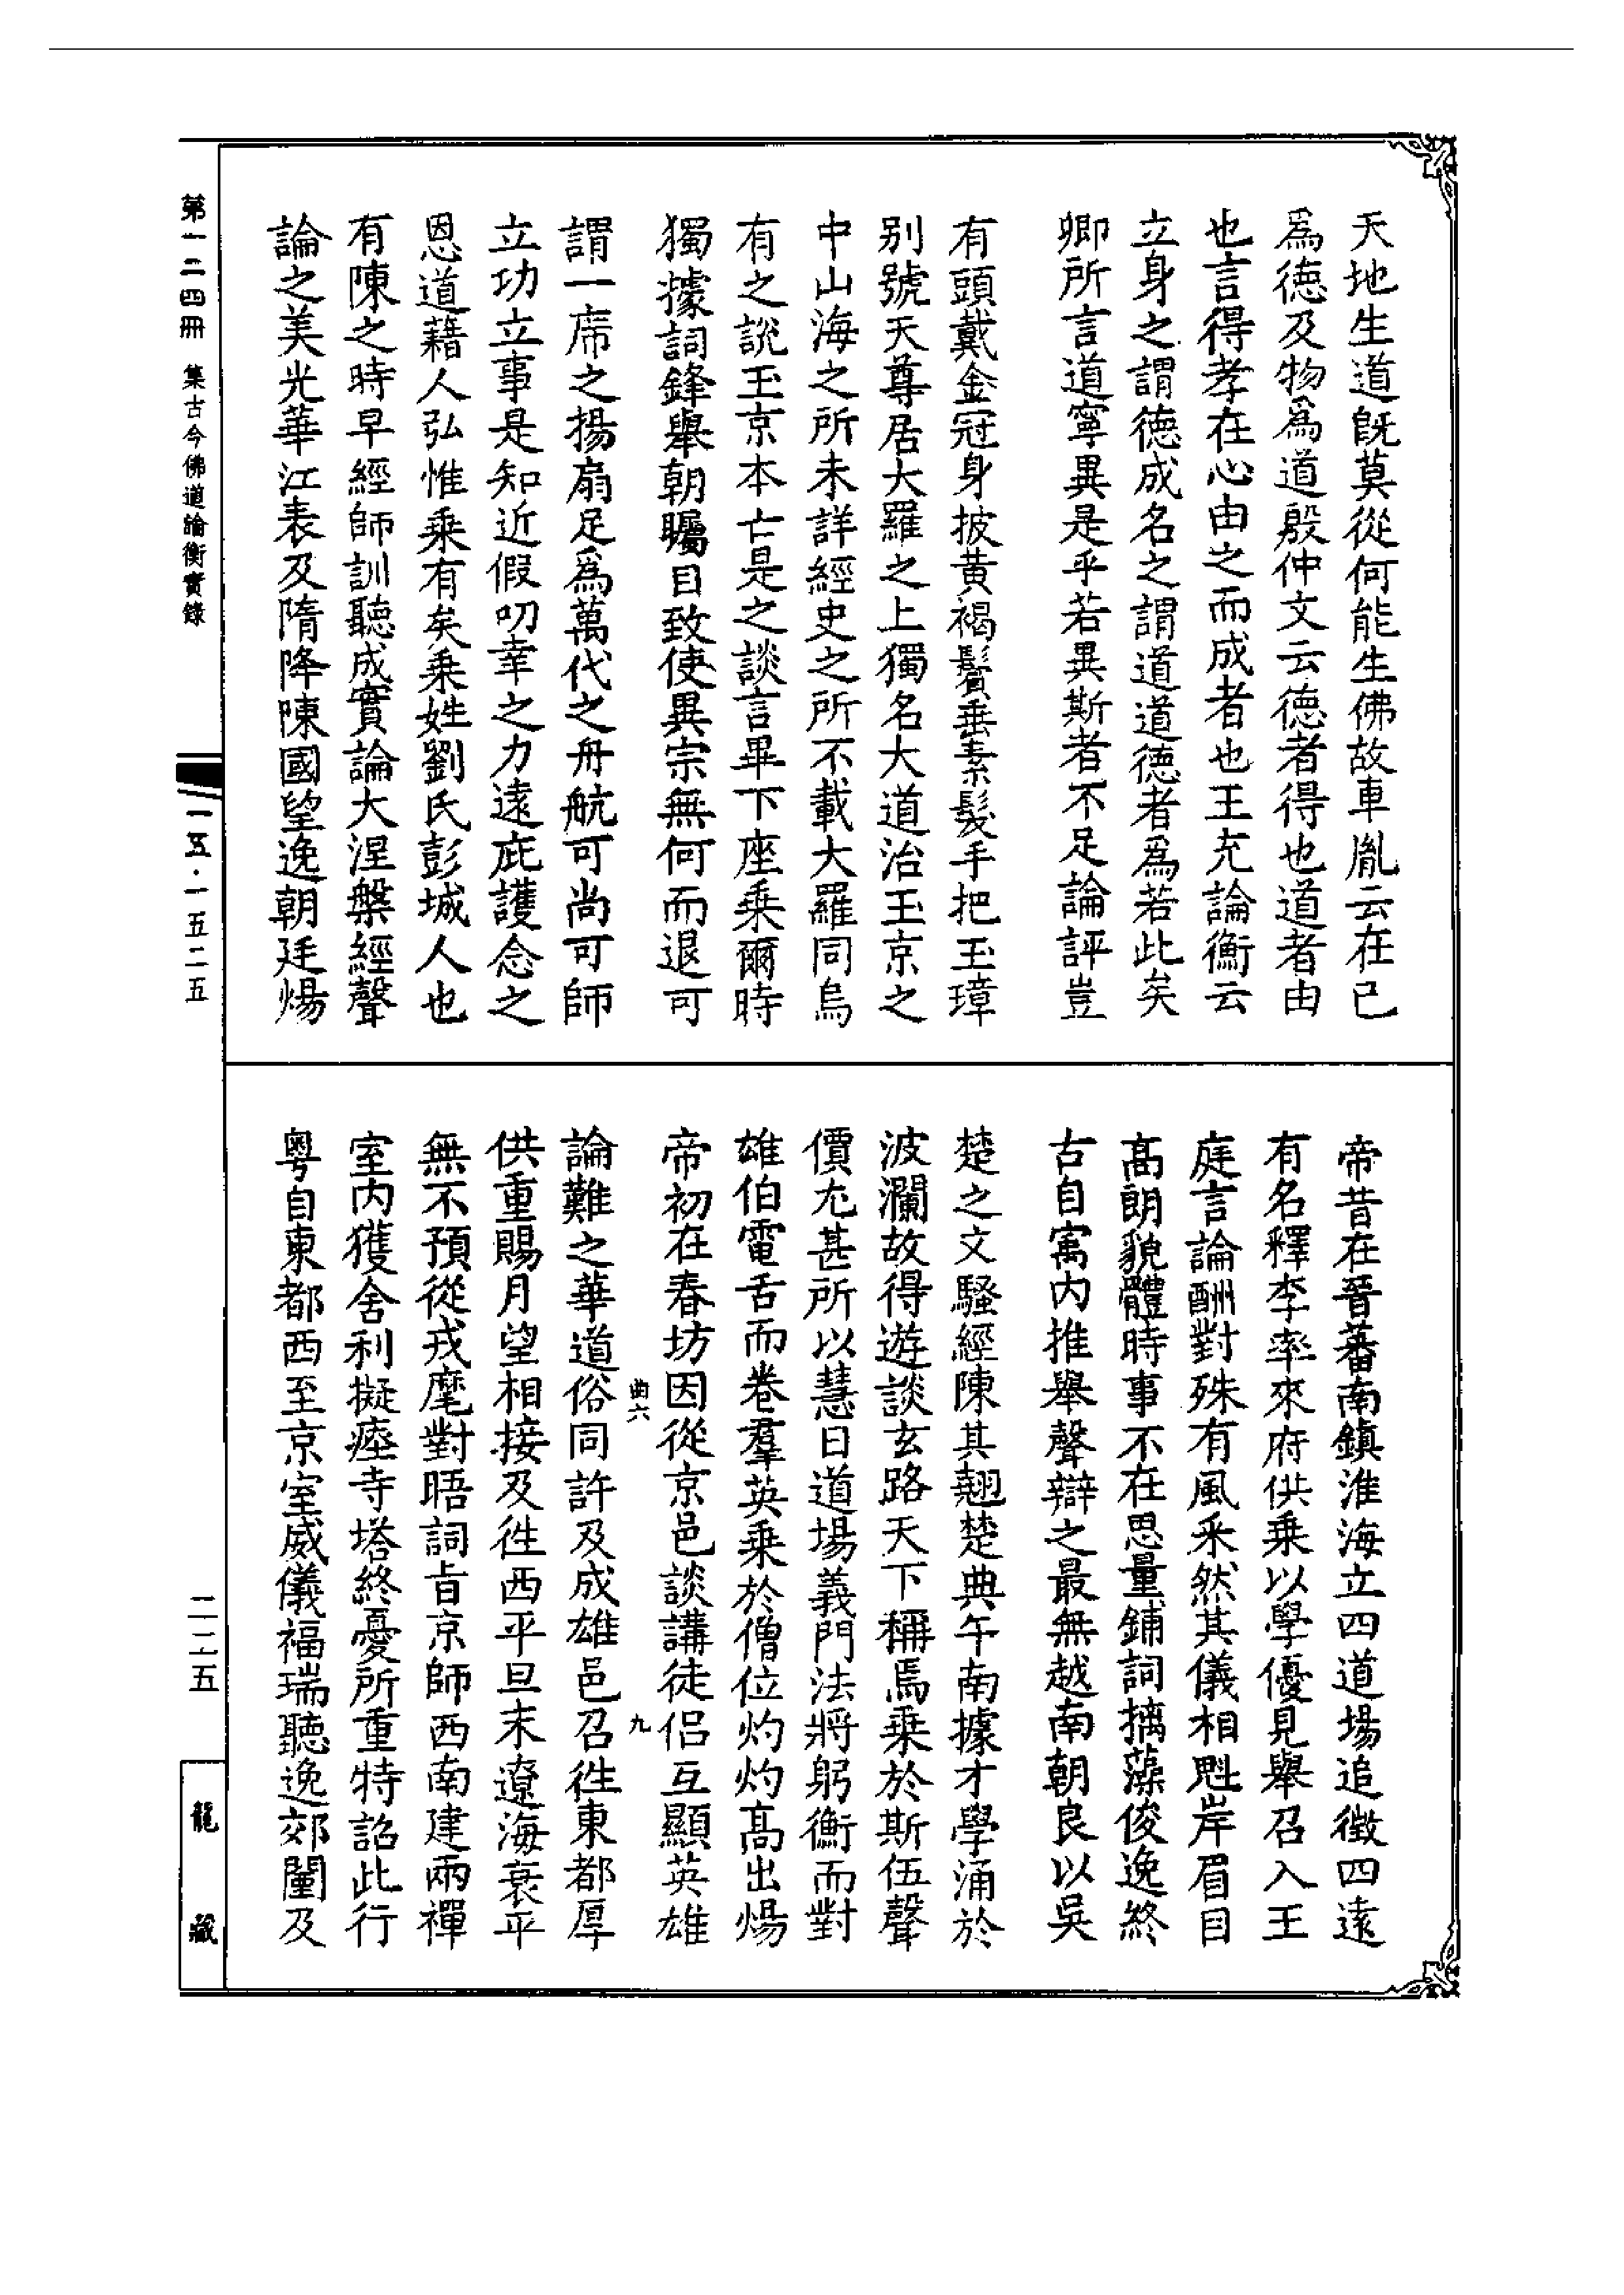 天地生道既莫從何能生佛故車胤云在己
爲德及物爲道殷仲文云德者得也道者由
也言得孝在心由之而成者也王充論衡云
立身之謂德成名之謂道道德者爲若此矣
卿所言道寧異是乎若異斯者不足論評豈
有頭戴金冠身披黃褐鬢垂素髮手把玉璋
別號天尊居大羅之上獨名大道治玉京之
中山海之所未詳經史之所不載大羅同烏
有之說玉京本亡是之談言畢下座乘爾時
獨據詞鋒舉朝矚目致使異宗無何而退可
謂一席之揚扇足爲萬代之舟航可尚可師
立功立事是知近假叨幸之力遠庇護念之
恩道藉人弘惟乘有矣乘姓劉氏彭城人也
有陳之時早經師訓聽成實論大涅槃經聲
論之美光華江表及隋降陳國望逸朝廷煬
帝昔在晉蕃南鎮淮海立四道場追徵四遠
有名釋李率來府供乘以學優見舉召入王
庭言論酬對殊有風釆然其儀相魁岸眉目
高朗貌體時事不在思量鋪詞摛藻俊逸終
古自寓內推舉聲辯之最無越南朝良以吳
楚之文騷經陳其翹楚典午南據才學涌於
波瀾故得遊談玄路天下稱焉乘於斯伍聲
價尤甚所以慧日道場義門法將躬衡而對
雄伯電舌而卷羣英乘於僧位灼灼高出煬
帝初在春坊因從京邑談講徒侶互顯英雄
曲六 九
論難之華道俗同許及成雄邑召往東都厚
供重賜月望相接及往西平旦末遼海衰平
無不預從戎麾對晤詞旨京師西南建兩禪
室內獲舍利擬瘞寺塔終憂所重特詔此行
粵自東都西至京室威儀福瑞聽逸郊闉及
第一二四冊 集古今佛道論衡實錄
一五·一五二五
二二五
龍藏